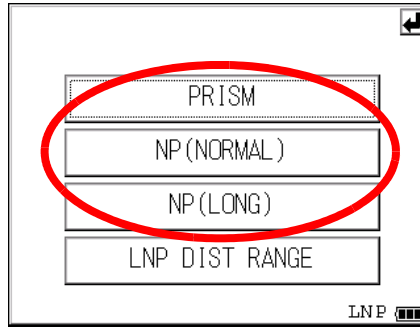 PRISM
NP(NORMAL)
NP(LONG)
LNP DIST RANGE
LNP